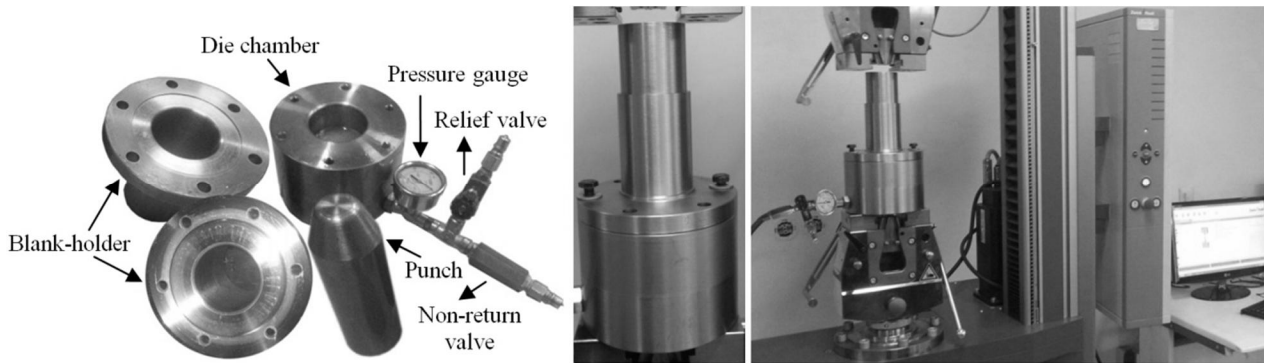 Die chamber
Pressure gauge
Relief valve
Blank-holder
Punch
Non-return
valve